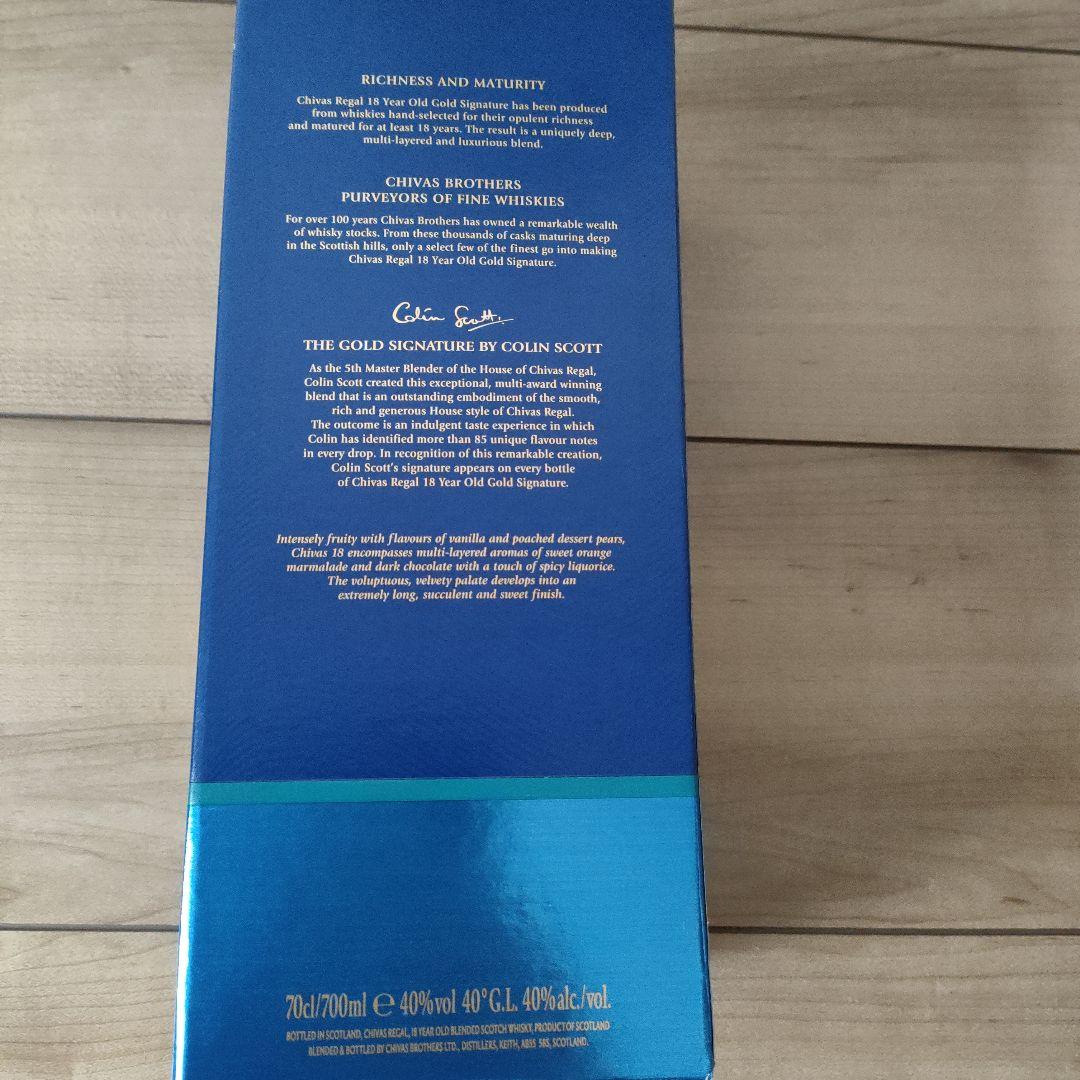 RICHNESS AND MATURITY
Chivas Regal 18 Year Old Gold Signature has been produced
from whiskies hand-selected for their opulent richness
and matured for at least 18 years. The result is a uniquely deep,
multi-layered and luxurious blend.
CHIVAS BROTHERS
PURVEYORS OF FINE WHISKIES
For over 100 years Chivas Brothers has owned a remarkable wealth
of whisky stocks. From these thousands of casks maturing deep
in the Scottish hills, only a select few of the finest go into making
Chivas Regal 18 Year Old Gold Signature.
Colin Scott.
THE GOLD SIGNATURE BY COLIN SCOTT
As the 5th Master Blender of the House of Chivas Regal,
Colin Scott created this exceptional, multi-award winning
blend that is an outstanding embodiment of the smooth,
rich and generous House style of Chivas Regal.
The outcome is an indulgent taste experience in which
Colin has identified more than 85 unique flavour notes
in every drop. In recognition of this remarkable creation,
Colin Scott's signature appears on every bottle
of Chivas Regal 18 Year Old Gold Signature.
Intensely fruity with flavours of vanilla and poached dessert pears,
Chivas 18 encompasses multi-layered aromas of sweet orange
marmalade and dark chocolate with a touch of spicy liquorice.
The voluptuous, velvety palate develops into an
extremely long, succulent and sweet finish.
70cl/700ml ℮ 40%vol 40°G.L. 40%alc./vol.
BOTTLED IN SCOTLAND, CHIVAS REGAL, 18 YEAR OLD BLENDED SCOTCH WHISKY, PRODUCT OF SCOTLAND
BLENDED & BOTTLED BY CHIVAS BROTHERS LTD., DISTILLERS, KEITH, AB55 5BS, SCOTLAND.